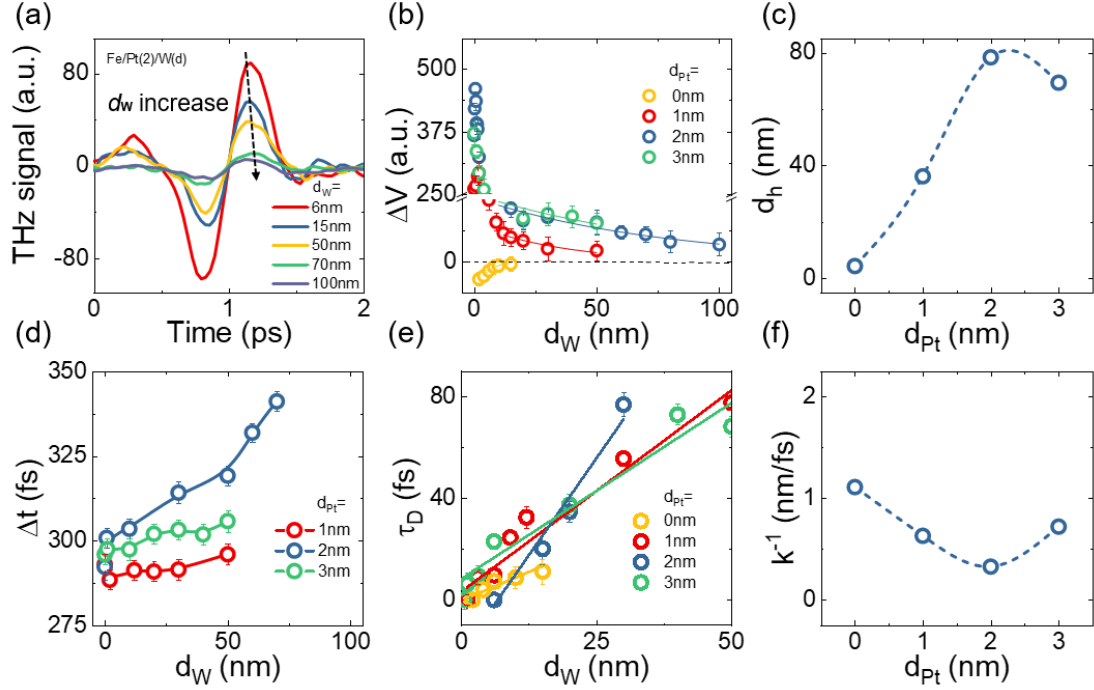 (a)
THz signal (a.u.)
80
0
-80
Fe/Pt(2)/W(d)
dw increase
dW=
6nm
15nm
50nm
70nm
100nm
0 1 2
Time (ps)
(b)
ΔV (a.u.)
500
375
250
0
dPt=
0nm
1nm
2nm
3nm
0 50 100
dW (nm)
(c)
dh (nm)
80
40
0
0 1 2 3
dPt (nm)
(d)
Δt (fs)
350
325
300
275
dPt=
1nm
2nm
3nm
0 50 100
dW (nm)
(e)
τD (fs)
80
40
0
dPt=
0nm
1nm
2nm
3nm
0 25 50
dW (nm)
(f)
k-1 (nm/fs)
2
1
0
0 1 2 3
dPt (nm)